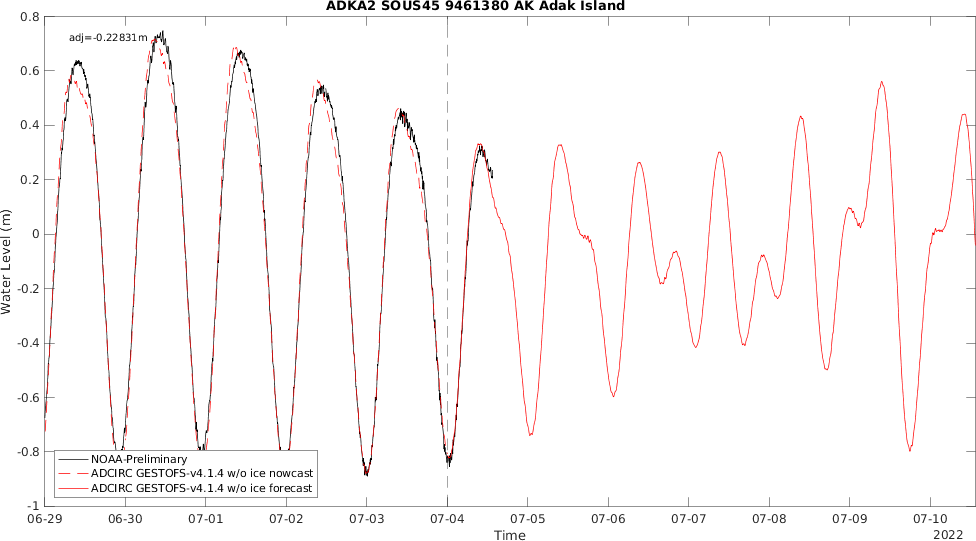 ADKA2 SOUS45 9461380 AK Adak Island
adj=-0.22831m
0.8
0.6
0.4
0.2
0
-0.2
-0.4
-0.6
-0.8
-1
Water Level (m)
NOAA-Preliminary
ADCIRC GESTOFS-v4.1.4 w/o ice nowcast
ADCIRC GESTOFS-v4.1.4 w/o ice forecast
06-29 06-30 07-01 07-02 07-03 07-04 07-05 07-06 07-07 07-08 07-09 07-10
Time
2022